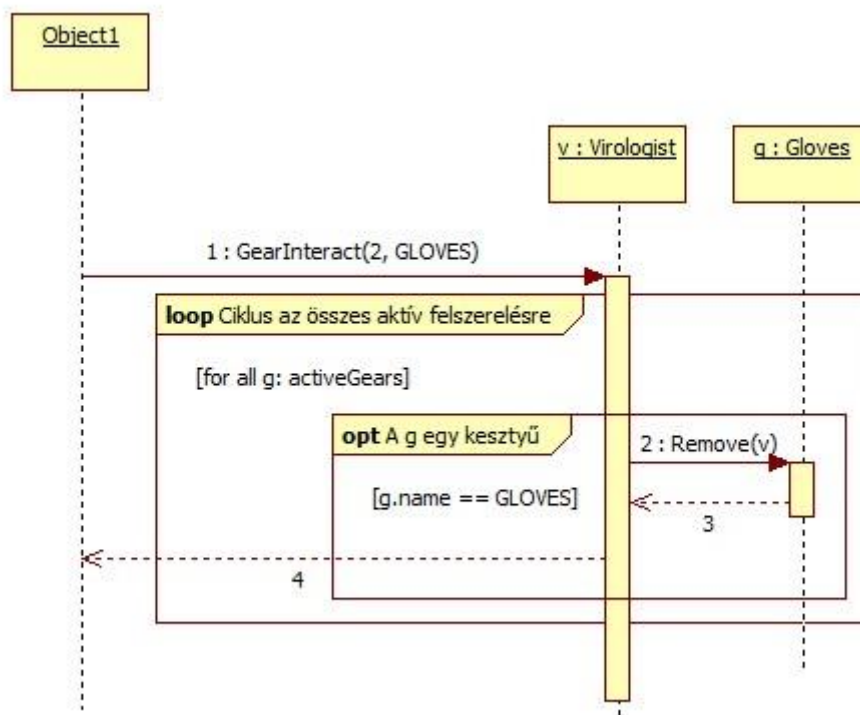 Object1
v : Virologist
g : Gloves
1 : GearInteract(2, GLOVES)
loop Ciklus az összes aktív felszerelésre
[for all g: activeGears]
opt A g egy kesztyű
2 : Remove(v)
[g.name == GLOVES]
3
4